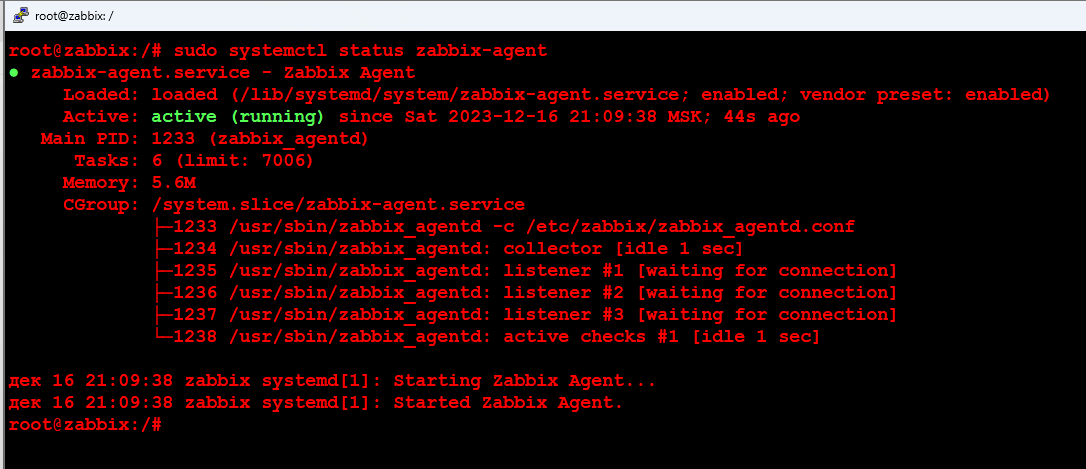 root@zabbix: /
root@zabbix:/# sudo systemctl status zabbix-agent
● zabbix-agent.service - Zabbix Agent
Loaded: loaded (/lib/systemd/system/zabbix-agent.service; enabled; vendor preset: enabled)
Active: active (running) since Sat 2023-12-16 21:09:38 MSK; 44s ago
Main PID: 1233 (zabbix_agentd)
Tasks: 6 (limit: 7006)
Memory: 5.6M
CGroup: /system.slice/zabbix-agent.service
├─1233 /usr/sbin/zabbix_agentd -c /etc/zabbix/zabbix_agentd.conf
├─1234 /usr/sbin/zabbix_agentd: collector [idle 1 sec]
├─1235 /usr/sbin/zabbix_agentd: listener #1 [waiting for connection]
├─1236 /usr/sbin/zabbix_agentd: listener #2 [waiting for connection]
├─1237 /usr/sbin/zabbix_agentd: listener #3 [waiting for connection]
└─1238 /usr/sbin/zabbix_agentd: active checks #1 [idle 1 sec]
дек 16 21:09:38 zabbix systemd[1]: Starting Zabbix Agent...
дек 16 21:09:38 zabbix systemd[1]: Started Zabbix Agent.
root@zabbix:/#